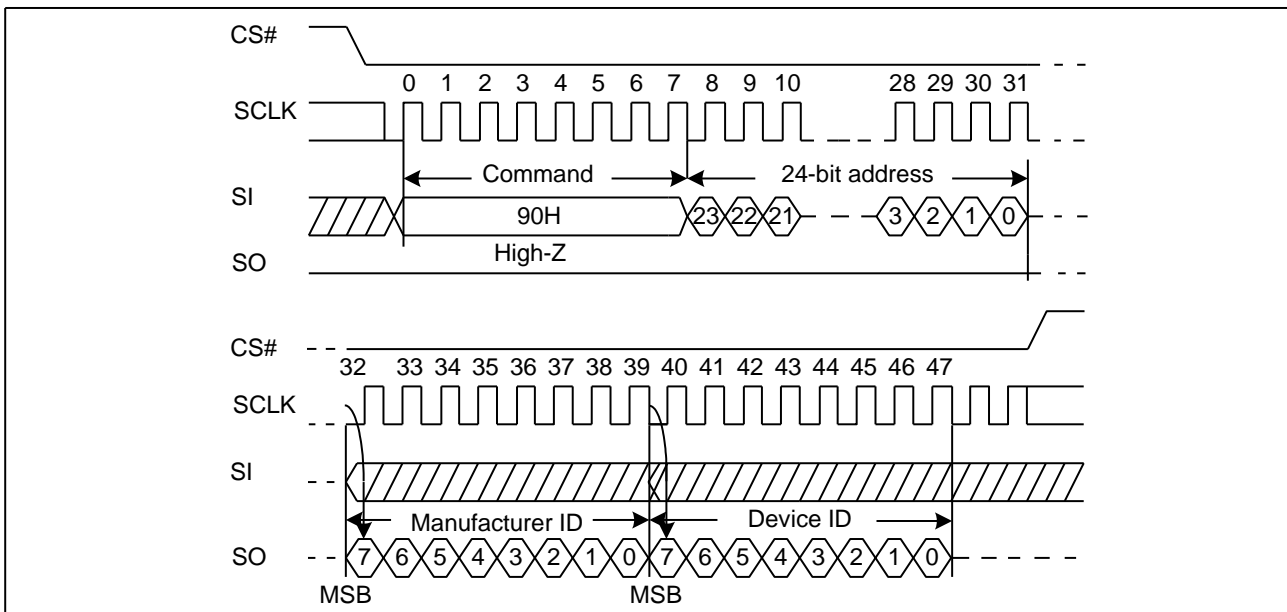 CS#
0 1 2 3 4 5 6 7 8 9 10 28 29 30 31
SCLK
Command 24-bit address
SI
90H 23 22 21 3 2 1 0
High-Z
SO
CS#
32 33 34 35 36 37 38 39 40 41 42 43 44 45 46 47
SCLK
SI
Manufacturer ID Device ID
SO 7 6 5 4 3 2 1 0 7 6 5 4 3 2 1 0
MSB MSB